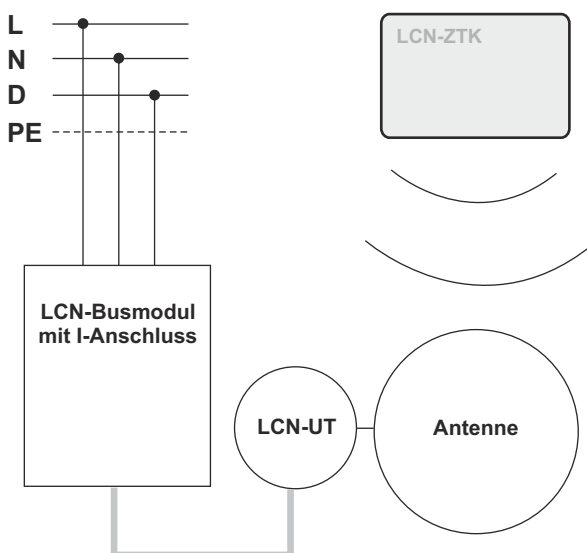 L
N
D
PE
LCN-ZTK
LCN-Busmodul
mit I-Anschluss
LCN-UT
Antenne